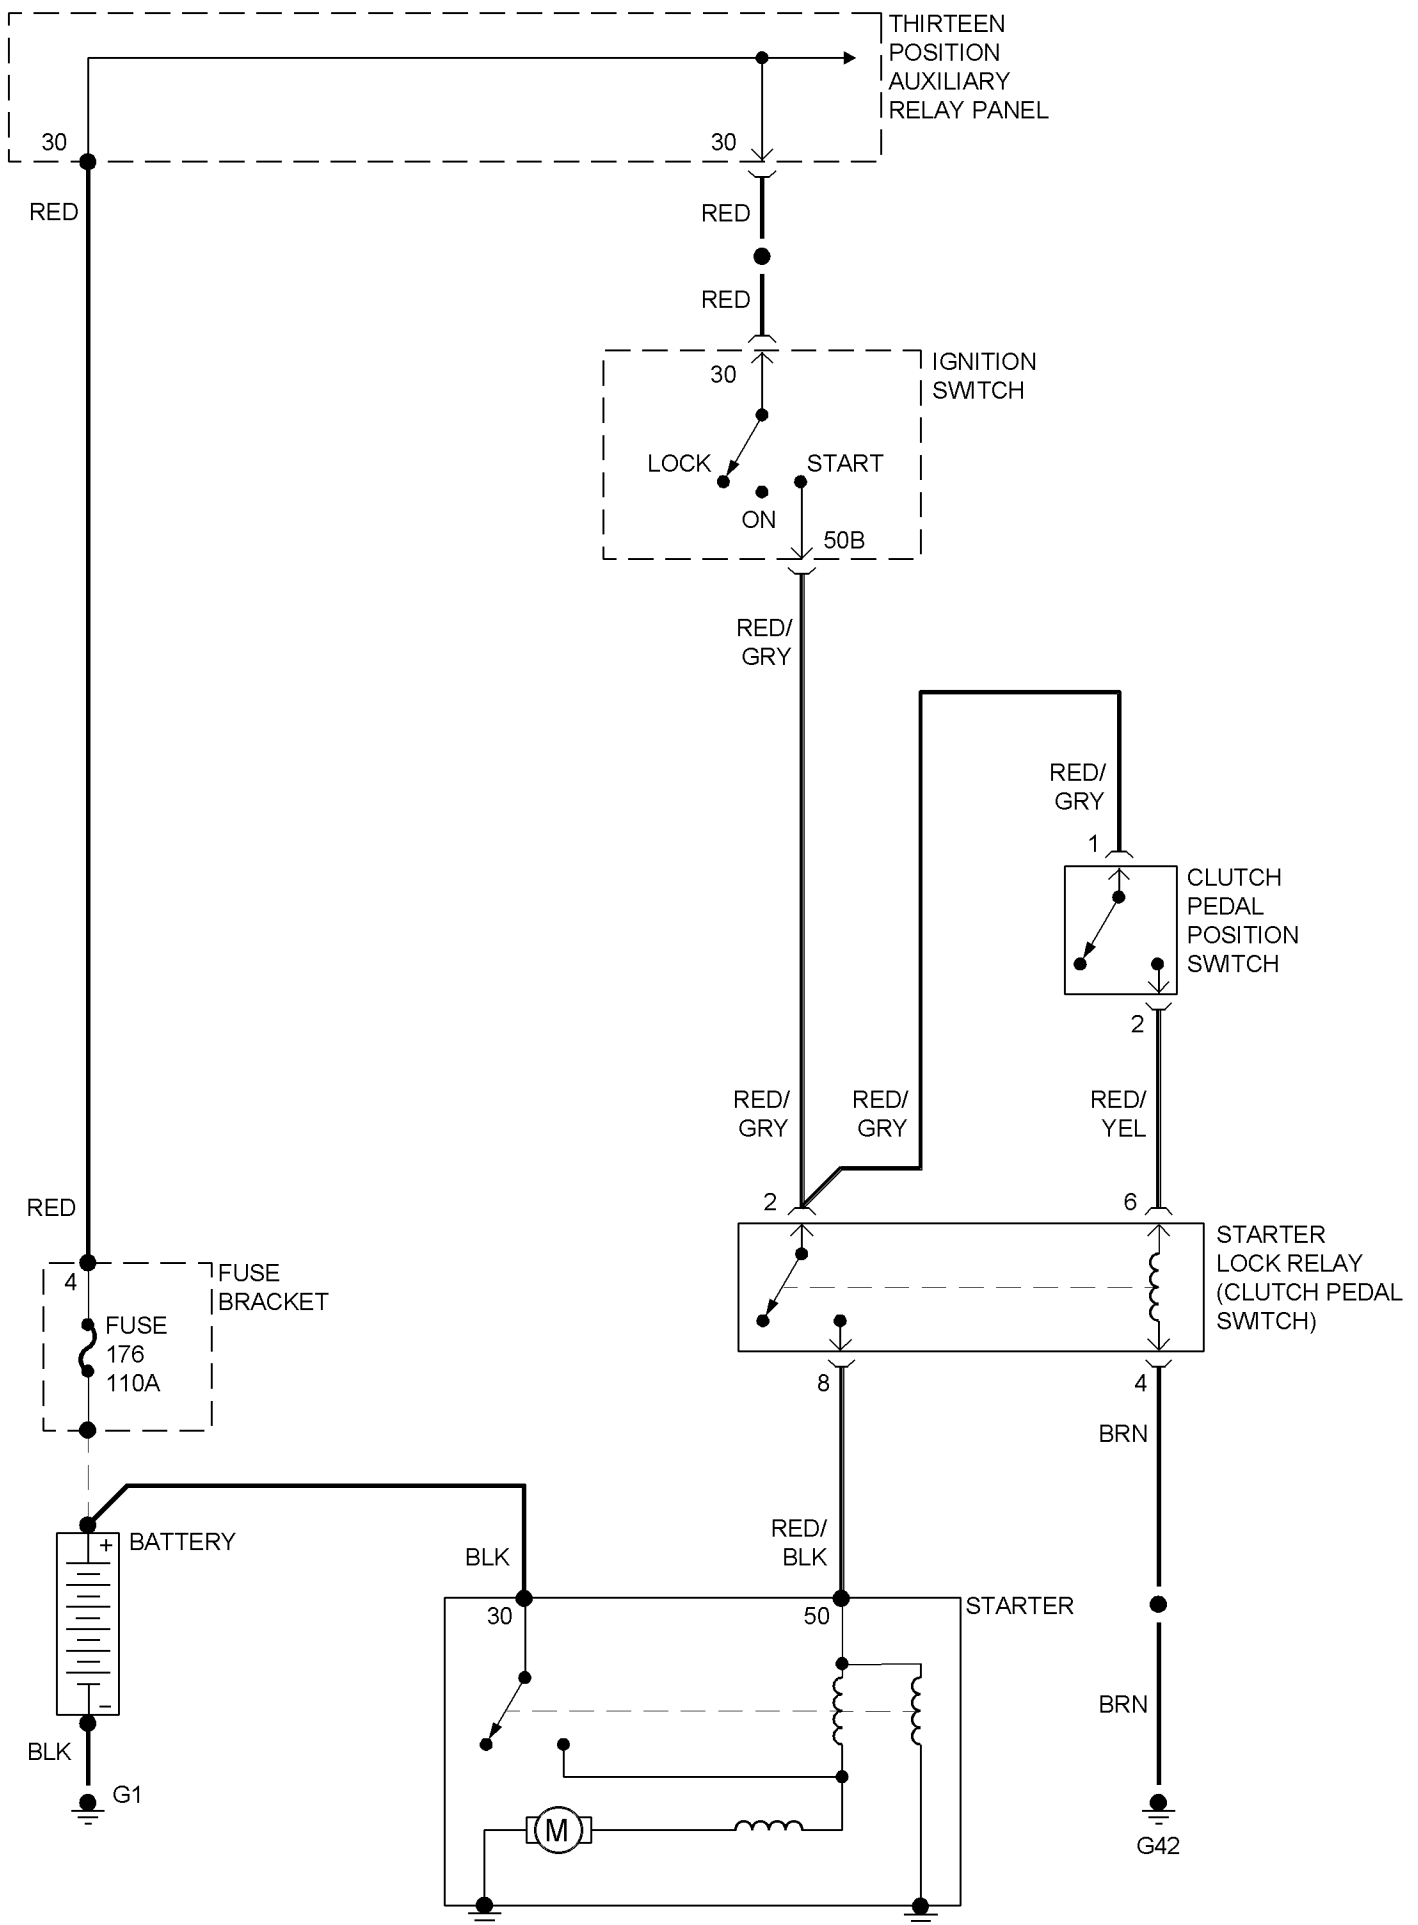 THIRTEEN
POSITION
AUXILIARY
RELAY PANEL
30
30
RED
RED
RED
IGNITION
SWITCH
30
LOCK
START
ON
50B
RED/
GRY
RED/
GRY
1
CLUTCH
PEDAL
POSITION
SWITCH
2
RED/
GRY
RED/
GRY
RED/
YEL
RED
2
6
STARTER
LOCK RELAY
(CLUTCH PEDAL
SWITCH)
4
FUSE
BRACKET
FUSE
176
110A
8
4
BRN
+
BATTERY
BLK
RED/
BLK
30
50
STARTER
−
BLK
G1
BRN
M
G42